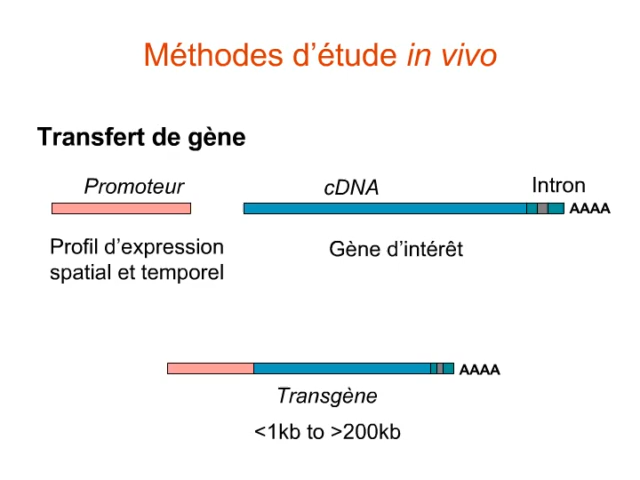 Méthodes d’étude in vivo
Transfert de gène
Promoteur
cDNA
Intron
AAAA
Profil d’expression
spatial et temporel
Gène d’intérêt
AAAA
Transgène
<1kb to >200kb